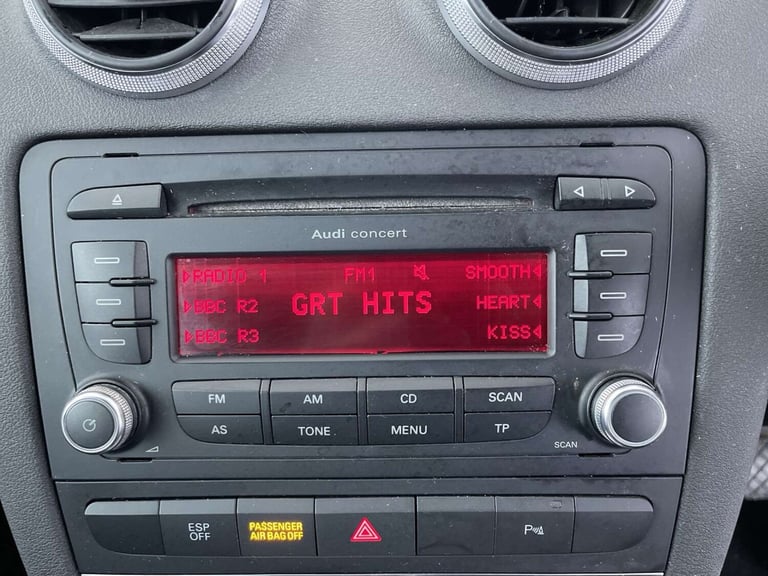 Audi concert
RADIO 1 FM1 SMOOTH
BBC R2 GRT HITS HEART
BBC R3 KISS
FM AM CD SCAN
AS TONE MENU TP
SCAN
ESP OFF PASSENGER AIR BAG OFF P